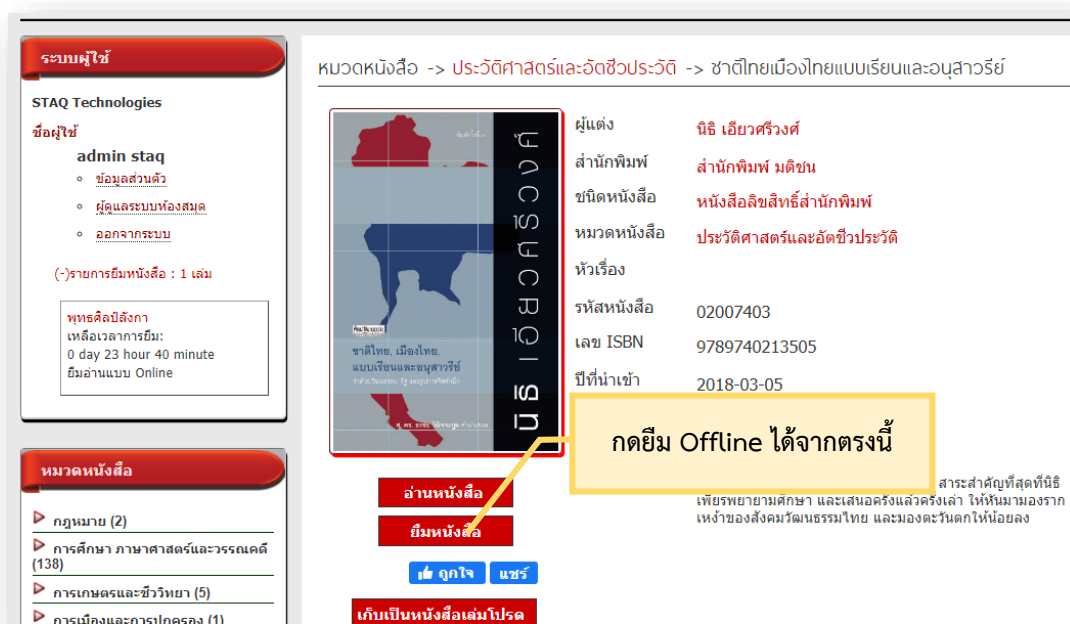 ระบบผู้ใช้
STAQ Technologies
ชื่อผู้ใช้
admin staq
ข้อมูลส่วนตัว
ผู้ดูแลระบบห้องสมุด
ออกจากระบบ
(-)รายการยืมหนังสือ : 1 เล่ม
พุทธศิลป์ลังกา
เหลือเวลาการยืม:
0 day 23 hour 40 minute
ยืมอ่านแบบ Online
หมวดหนังสือ
กฎหมาย (2)
การศึกษา ภาษาศาสตร์และวรรณคดี
(138)
การเกษตรและชีววิทยา (5)
การเมืองและการปกครอง (1)
หมวดหนังสือ -> ประวัติศาสตร์และอัตชีวประวัติ -> ชาติไทยเมืองไทยแบบเรียนและอนุสาวรีย์
นิธิ เอียวศรีวงศ์
ชาติไทย, เมืองไทย,
แบบเรียนและอนุสาวรีย์
ผู้แต่ง นิธิ เอียวศรีวงศ์
สำนักพิมพ์ สำนักพิมพ์ มติชน
ชนิดหนังสือ หนังสือลิขสิทธิ์สำนักพิมพ์
หมวดหนังสือ ประวัติศาสตร์และอัตชีวประวัติ
หัวเรื่อง
รหัสหนังสือ 02007403
เลข ISBN 9789740213505
ปีที่นำเข้า 2018-03-05
กดยืม Offline ได้จากตรงนี้
สาระสำคัญที่สุดที่นิธิ
เพียรพยายามศึกษา และเสนอครั้งแล้วครั้งเล่า ให้หันมามองราก
เหง้าของสังคมวัฒนธรรมไทย และมองตะวันตกให้น้อยลง
อ่านหนังสือ
ยืมหนังสือ
ถูกใจ แชร์
เก็บเป็นหนังสือเล่มโปรด